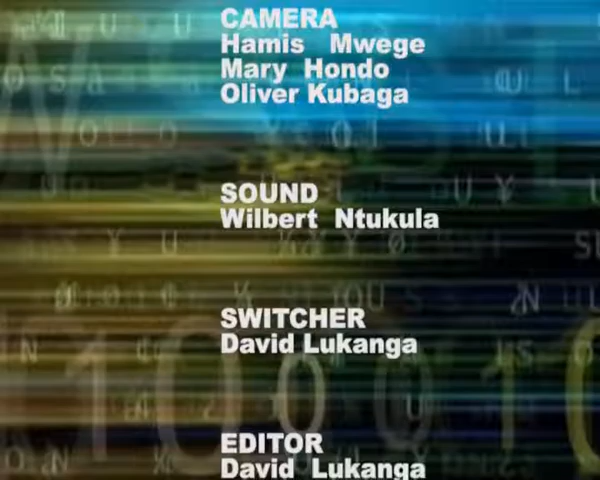 CAMERA
Hamis Mwege
Mary Hondo
Oliver Kubaga
SOUND
Wilbert Ntukula
SWITCHER
David Lukanga
EDITOR
David Lukanga